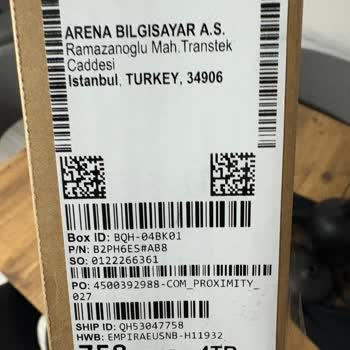 ARENA BILGISAYAR A.S.
Ramazanoglu Mah.Transtek
Caddesi
Istanbul, TURKEY, 34906
Box ID: BQH-04BK01
P/N: B2PH6ES#AB8
SO: 0122266361
PO: 4500392988-COM_PROXIMITY_
027
SHIP ID: QH53047758
HWB: EMPIRAEUSNB-H11932